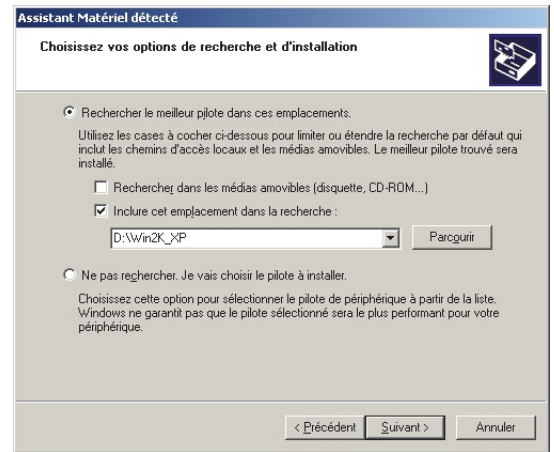 Assistant Matériel détecté
Choisissez vos options de recherche et d'installation
Rechercher le meilleur pilote dans ces emplacements.
Utilisez les cases à cocher ci-dessous pour limiter ou étendre la recherche par défaut qui
inclut les chemins d'accès locaux et les médias amovibles. Le meilleur pilote trouvé sera
installé.
Rechercher dans les médias amovibles (disquette, CD-ROM...)
Inclure cet emplacement dans la recherche :
D:\Win2K_XP
Parcourir
Ne pas rechercher. Je vais choisir le pilote à installer.
Choisissez cette option pour sélectionner le pilote de périphérique à partir de la liste.
Windows ne garantit pas que le pilote sélectionné sera le plus performant pour votre
périphérique.
< Précédent Suivant > Annuler